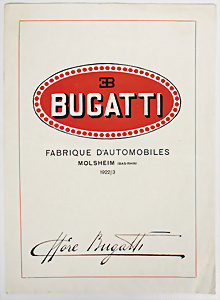 EB
BUGATTI
FABRIQUE D'AUTOMOBILES
MOLSHEIM (BAS-RHIN)
1922/3
Ettore Bugatti